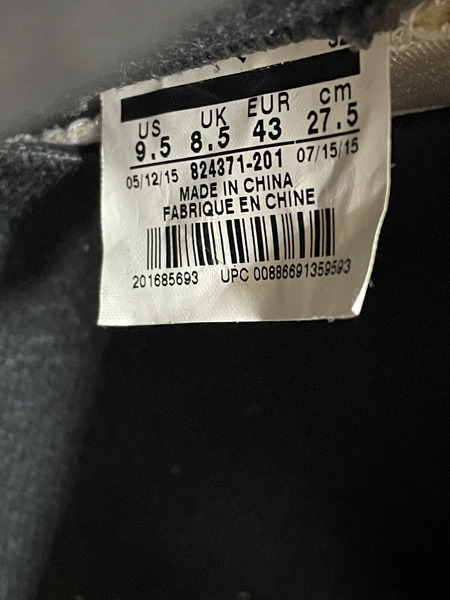 US UK EUR cm
9.5 8.5 43 27.5
05/12/15 824371-201 07/15/15
MADE IN CHINA
FABRIQUE EN CHINE
201685693 UPC 00886691359593